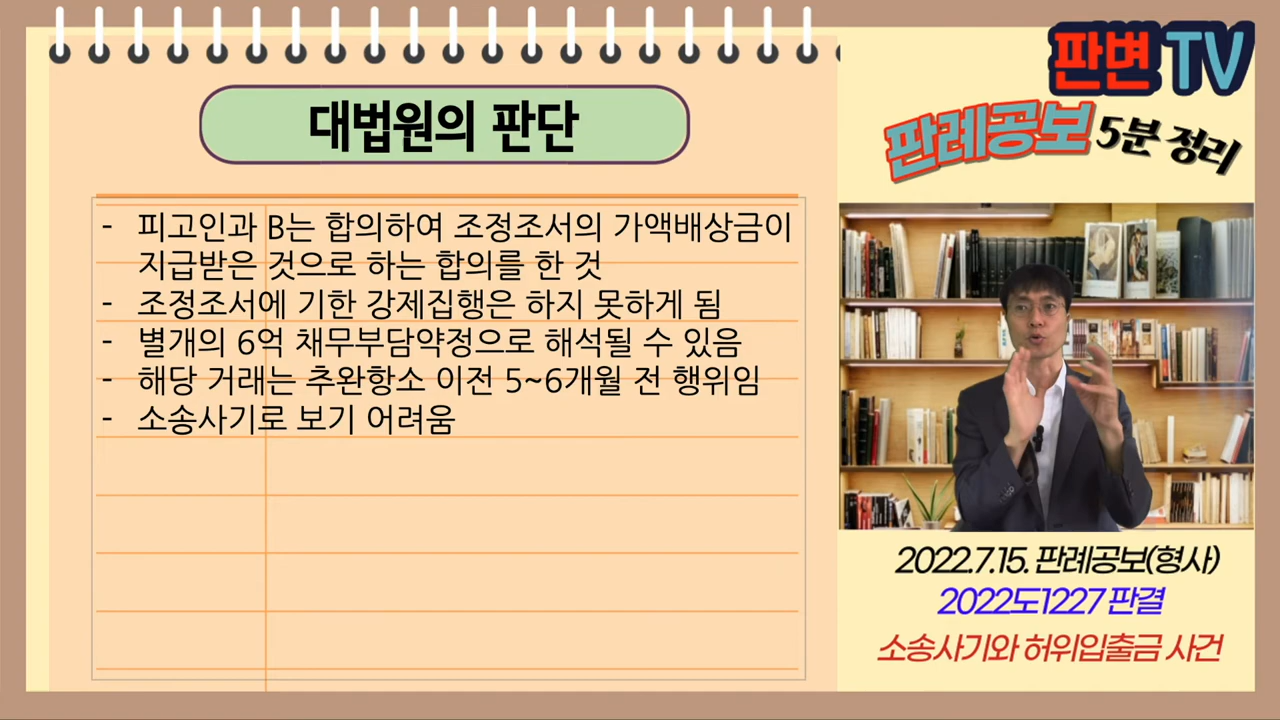 판변 TV
판례공보 5분 정리
대법원의 판단
- 피고인과 B는 합의하여 조정조서의 가액배상금이
지급받은 것으로 하는 합의를 한 것
- 조정조서에 기한 강제집행은 하지 못하게 됨
- 별개의 6억 채무부담약정으로 해석될 수 있음
- 해당 거래는 추완항소 이전 5~6개월 전 행위임
- 소송사기로 보기 어려움
2022.7.15. 판례공보(형사)
2022도1227 판결
소송사기와 허위입출금 사건